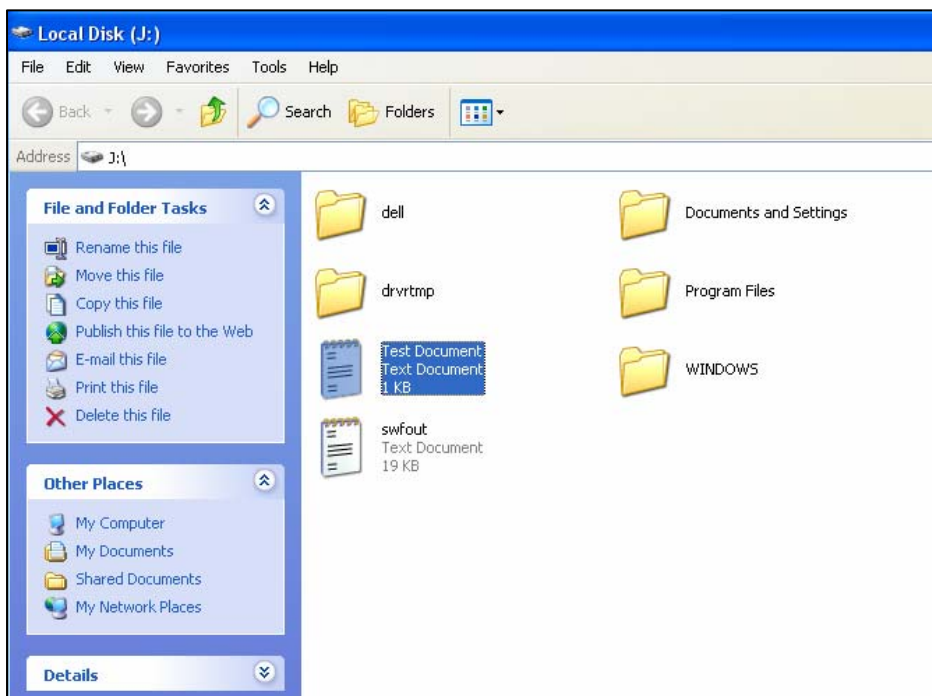 Local Disk (J:)
File Edit View Favorites Tools Help
Back Search Folders
Address J:\
File and Folder Tasks
Rename this file
Move this file
Copy this file
Publish this file to the Web
E-mail this file
Print this file
Delete this file
Other Places
My Computer
My Documents
Shared Documents
My Network Places
Details
dell
Documents and Settings
drvrtmp
Program Files
Test Document
Text Document
1 KB
WINDOWS
swfout
Text Document
19 KB